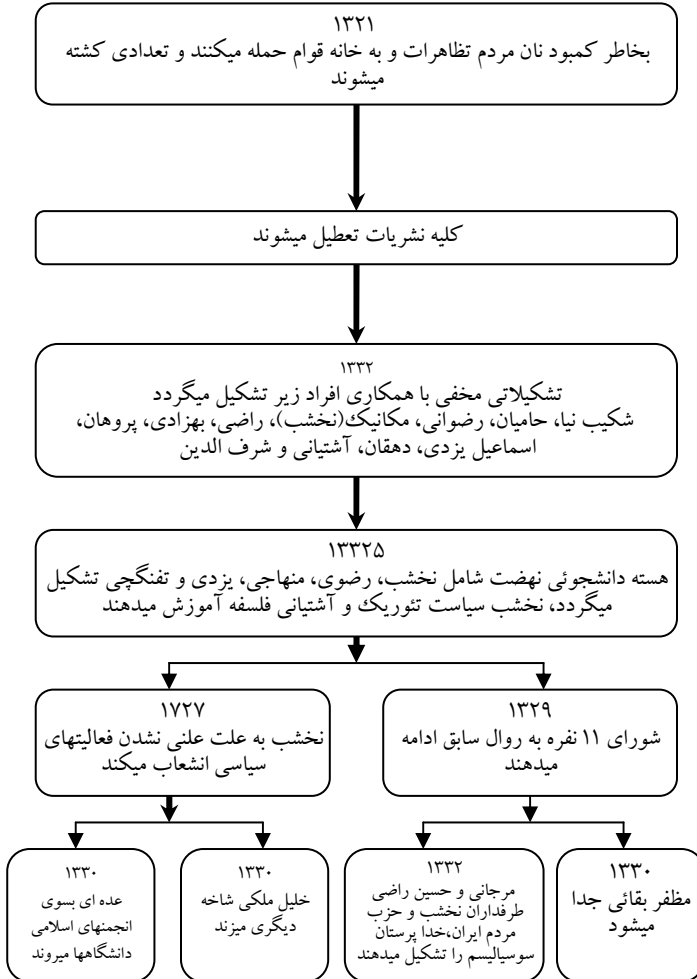 ۱۳۲۱
بخاطر کمبود نان مردم تظاهرات و به خانه قوام حمله میکنند و تعدادی کشته
میشوند
کلیه نشریات تعطیل میشوند
۱۳۳۲
تشکیلاتی مخفی با همکاری افراد زیر تشکیل میگردد
شکیب نیا، حامیان، رضوانی، مکانیک(نخشب)، راضی، بهزادی، پروهان،
اسماعیل یزدی، دهقان، آشتیانی و شرف الدین
۱۳۳۲۵
هسته دانشجوئی نهضت شامل نخشب، رضوی، منهاجی، یزدی و تفنگچی تشکیل
میگردد، نخشب سیاست تئوریک و آشتیانی فلسفه آموزش میدهند
۱۳۲۹
شورای ۱۱ نفره به روال سابق ادامه
میدهند
۱۷۲۷
نخشب به علت علنی نشدن فعالیتهای
سیاسی انشعاب میکند
۱۳۳۰
مظفر بقائی جدا
میشود
۱۳۳۲
مرجانی و حسین راضی
طرفداران نخشب و حزب
مردم ایران،خدا پرستان
سوسیالیسم را تشکیل میدهند
۱۳۳۰
خلیل ملکی شاخه
دیگری میزند
۱۳۳۰
عده ای بسوی
انجمنهای اسلامی
دانشگاهها میروند